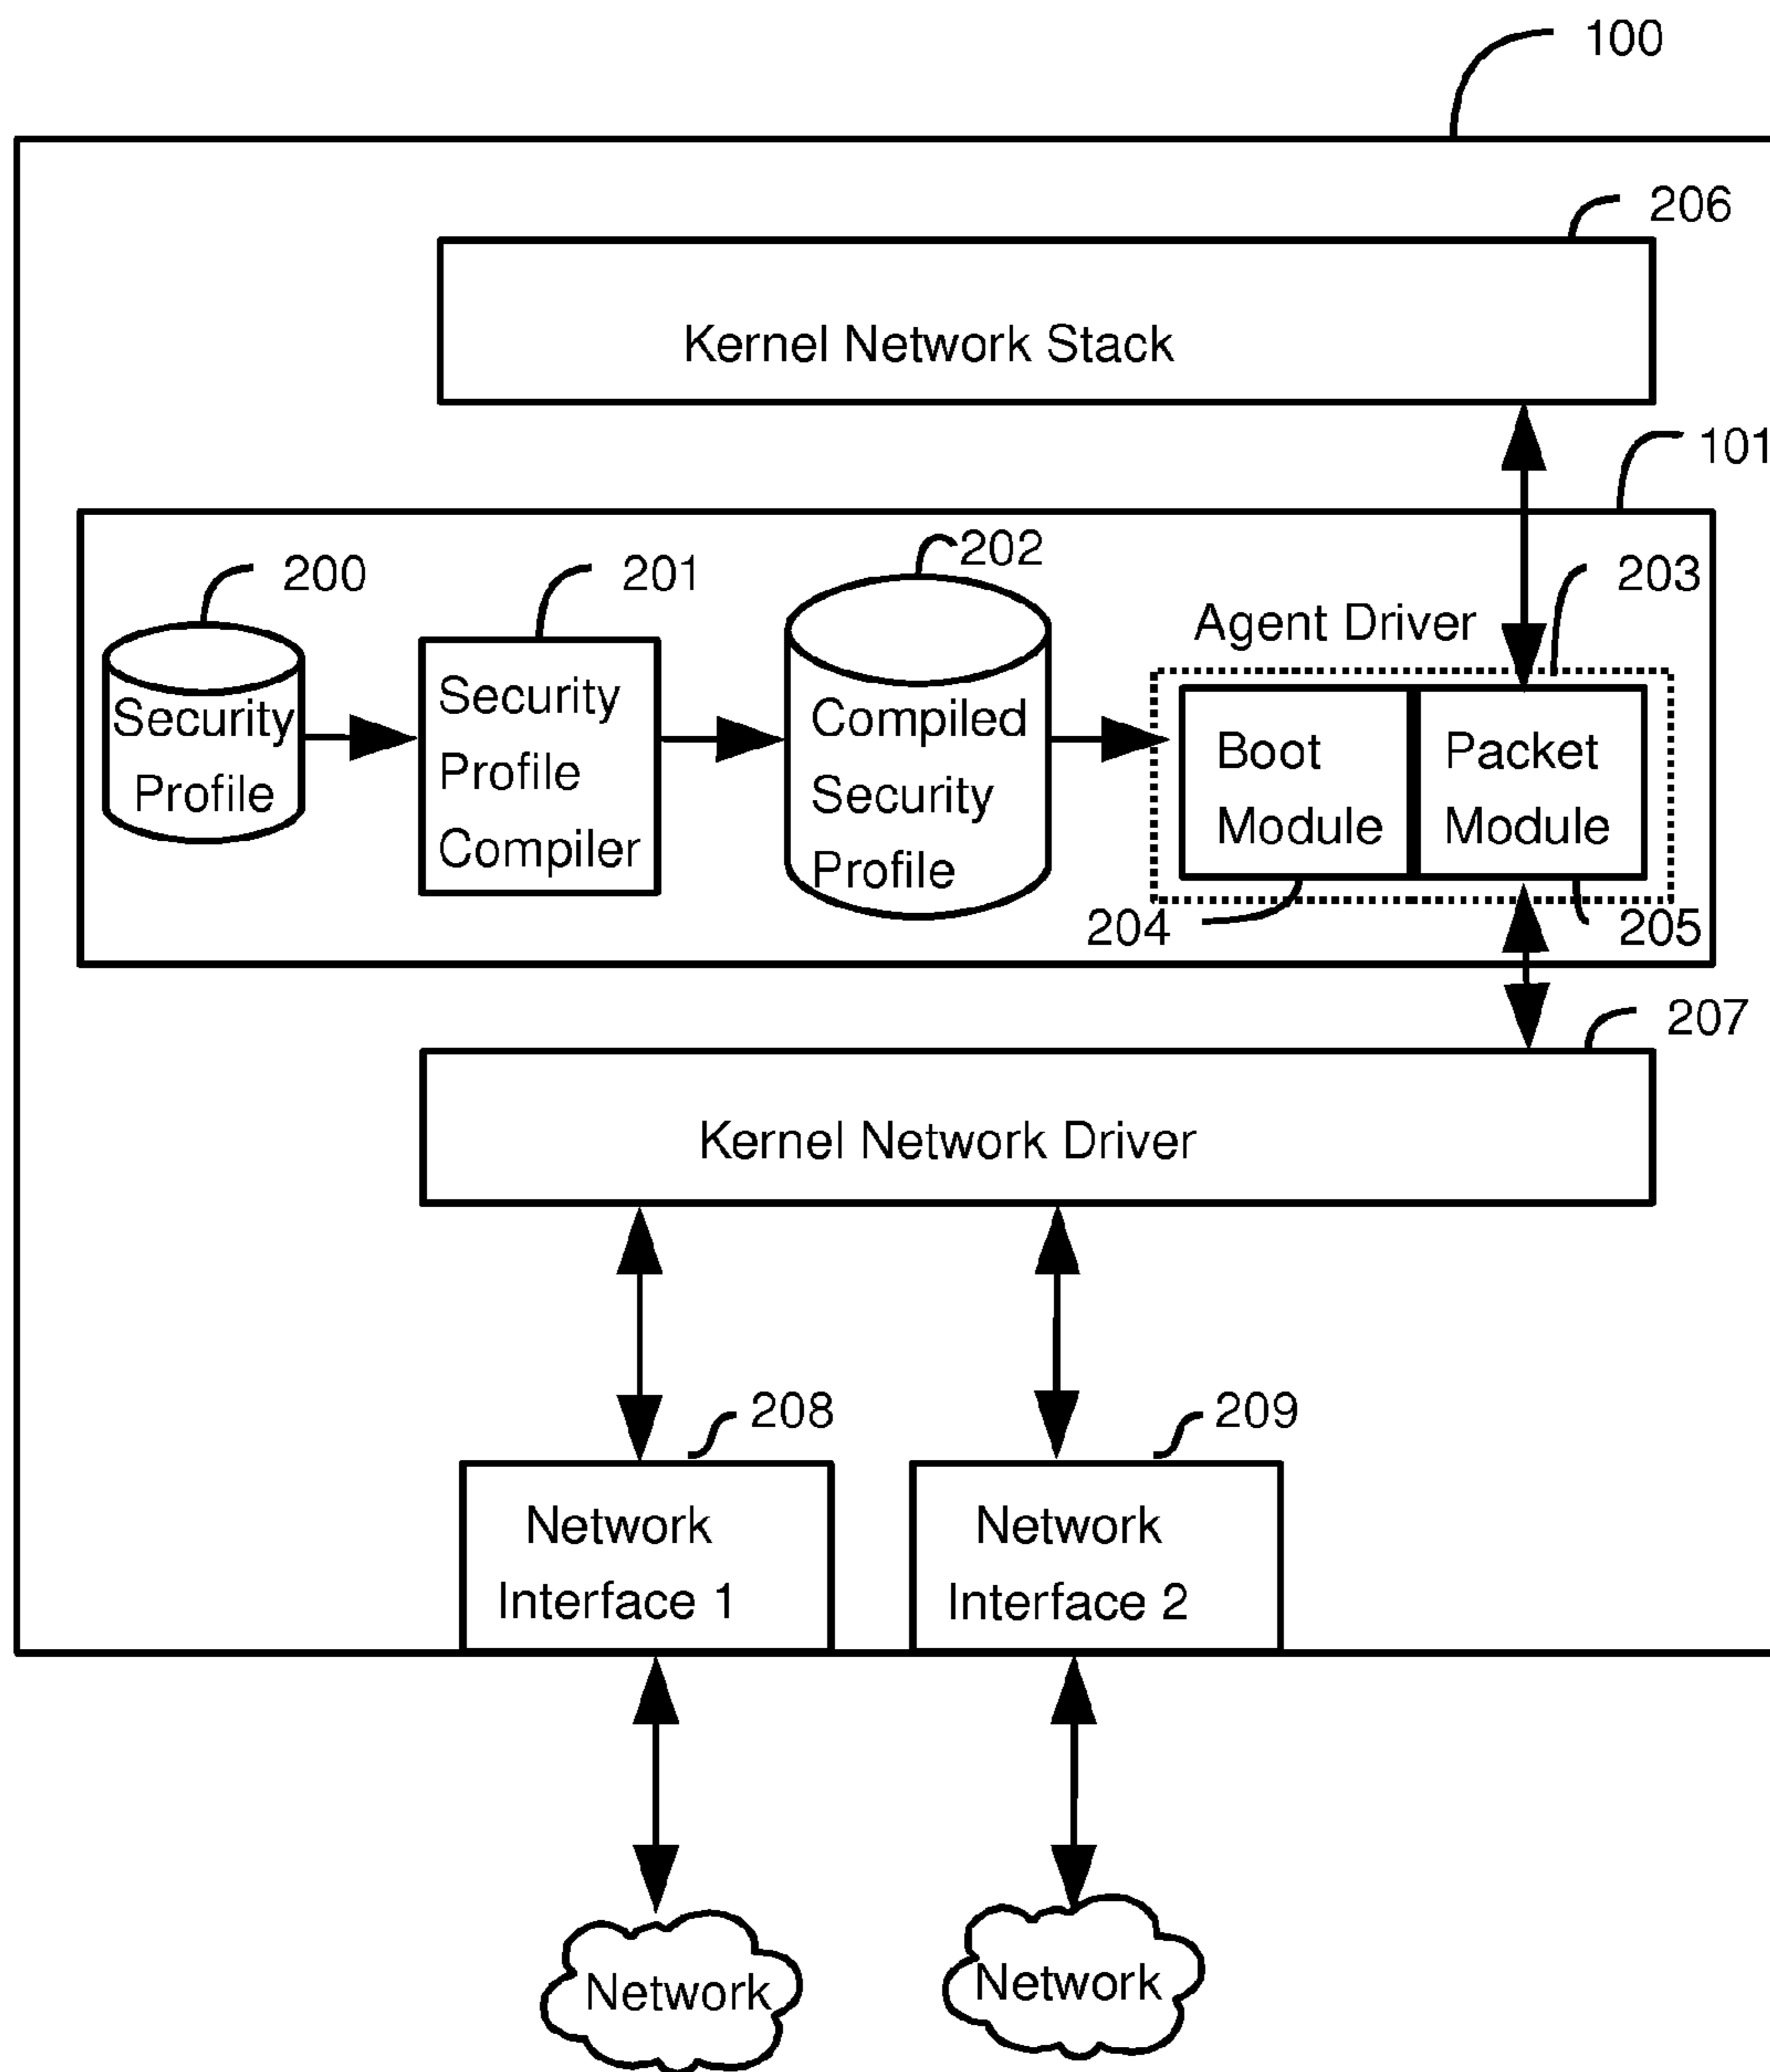 100
206
Kernel Network Stack
101
200
201
202
203
Agent Driver
Security
Profile
Security
Profile
Compiler
Compiled
Security
Profile
Boot
Module
Packet
Module
204
205
207
Kernel Network Driver
208
209
Network
Interface 1
Network
Interface 2
Network
Network